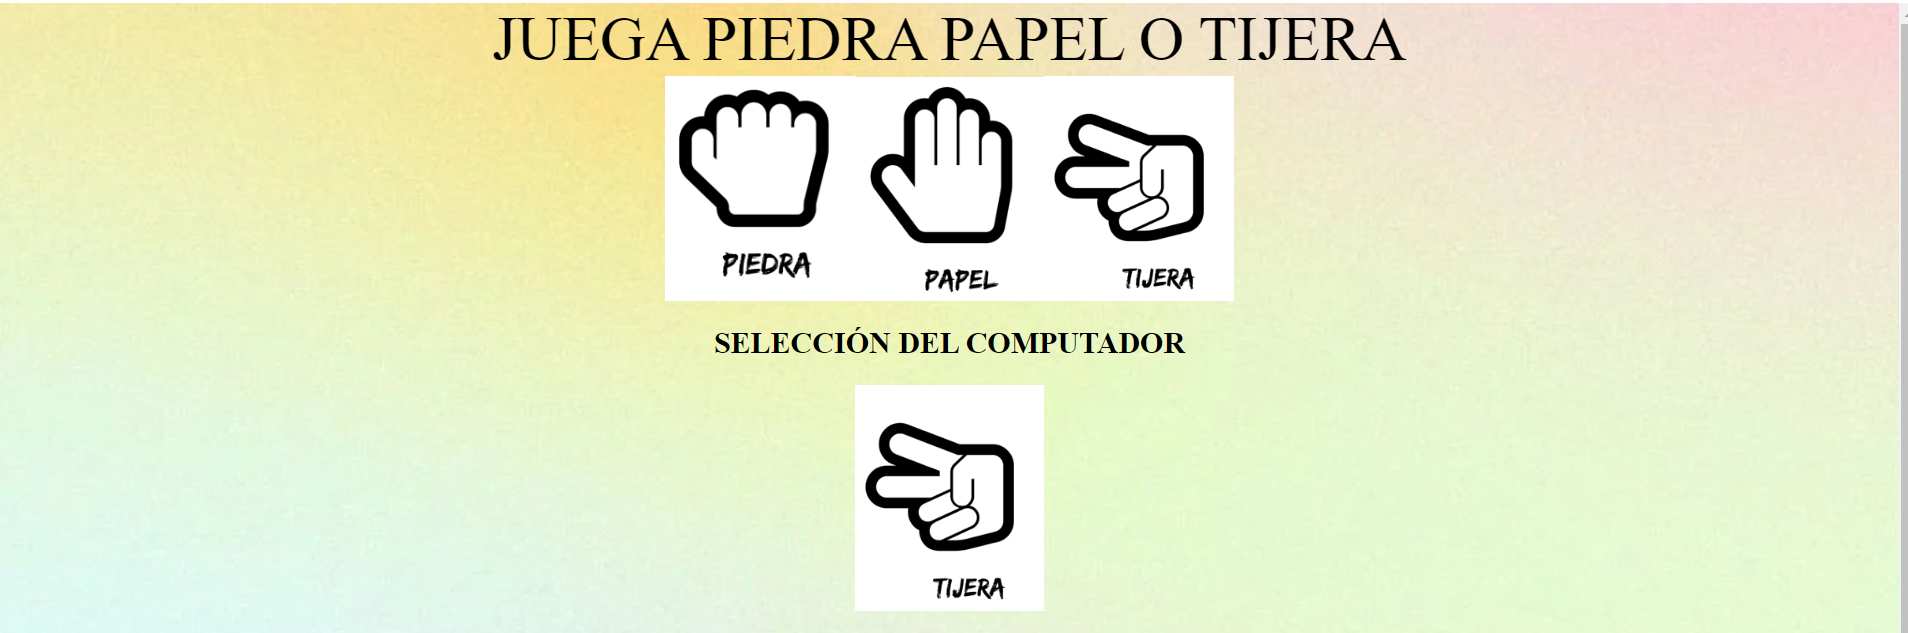 JUEGA PIEDRA PAPEL O TIJERA
PIEDRA
PAPEL
TIJERA
SELECCIÓN DEL COMPUTADOR
TIJERA